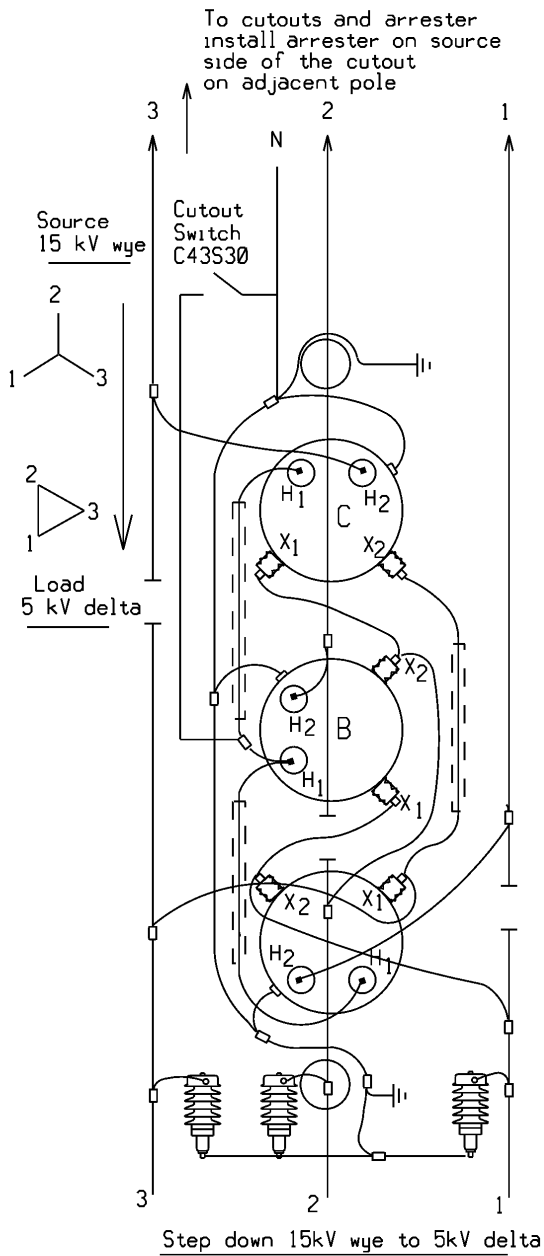 To cutouts and arrester
install arrester on source
side of the cutout
on adjacent pole
3
2
1
N
Source
15 kV wye
Cutout
Switch
C43S30
2
1
3
2
3
1
Load
5 kV delta
H1
H2
C
X1
X2
X2
H2
B
H1
X1
X2
X1
H2
H1
3
2
1
Step down 15kV wye to 5kV delta